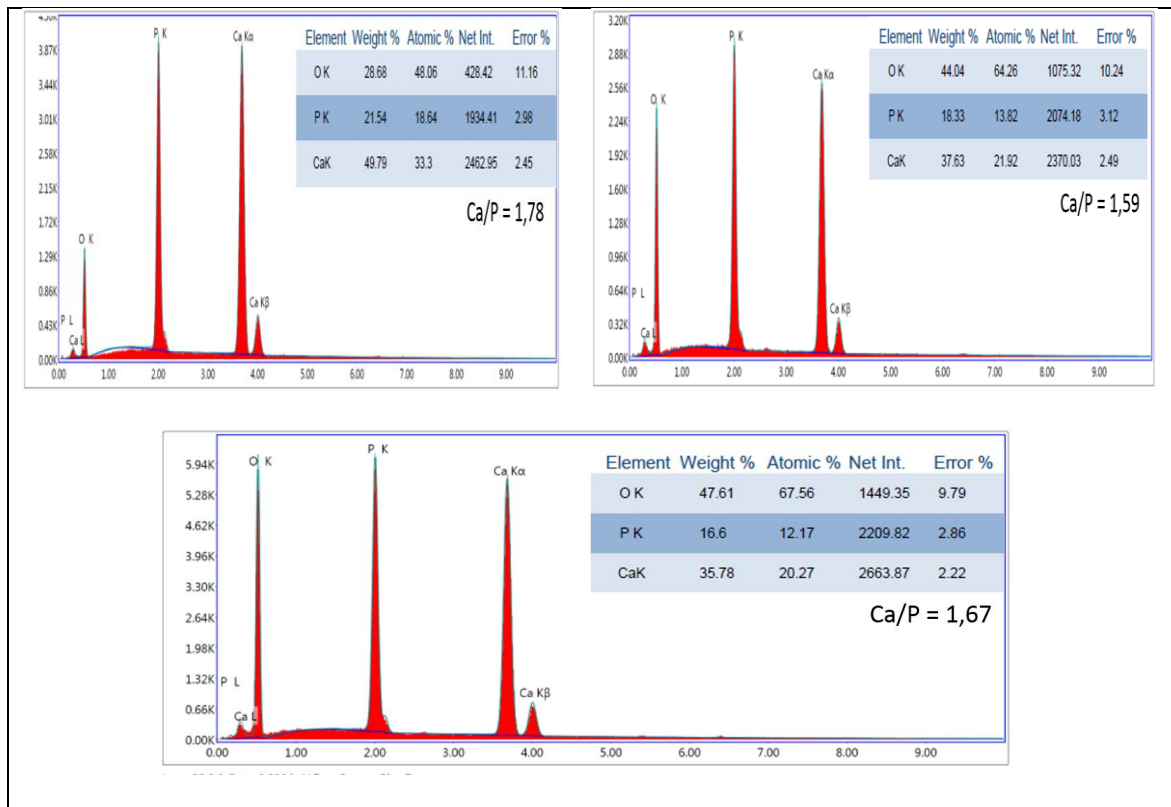 4.30K
3.87K
3.44K
3.01K
2.58K
2.15K
1.72K
1.29K
0.86K
0.43K
0.00K
P K
Ca Kα
O K
P L
Ca L
Ca Kβ
0.00 1.00 2.00 3.00 4.00 5.00 6.00 7.00 8.00 9.00
Element Weight % Atomic % Net Int. Error %
O K 28.68 48.06 428.42 11.16
P K 21.54 18.64 1934.41 2.98
CaK 49.79 33.3 2462.95 2.45
Ca/P = 1,78
3.20K
2.88K
2.56K
2.24K
1.92K
1.60K
1.28K
0.96K
0.64K
0.32K
0.00K
P K
Ca Kα
O K
P L
Ca L
Ca Kβ
0.00 1.00 2.00 3.00 4.00 5.00 6.00 7.00 8.00 9.00
Element Weight % Atomic % Net Int. Error %
O K 44.04 64.26 1075.32 10.24
P K 18.33 13.82 2074.18 3.12
CaK 37.63 21.92 2370.03 2.49
Ca/P = 1,59
5.94K
5.28K
4.62K
3.96K
3.30K
2.64K
1.98K
1.32K
0.66K
0.00K
O K
P K
Ca Kα
P L
Ca L
Ca Kβ
0.00 1.00 2.00 3.00 4.00 5.00 6.00 7.00 8.00 9.00
Element Weight % Atomic % Net Int. Error %
O K 47.61 67.56 1449.35 9.79
P K 16.6 12.17 2209.82 2.86
CaK 35.78 20.27 2663.87 2.22
Ca/P = 1,67